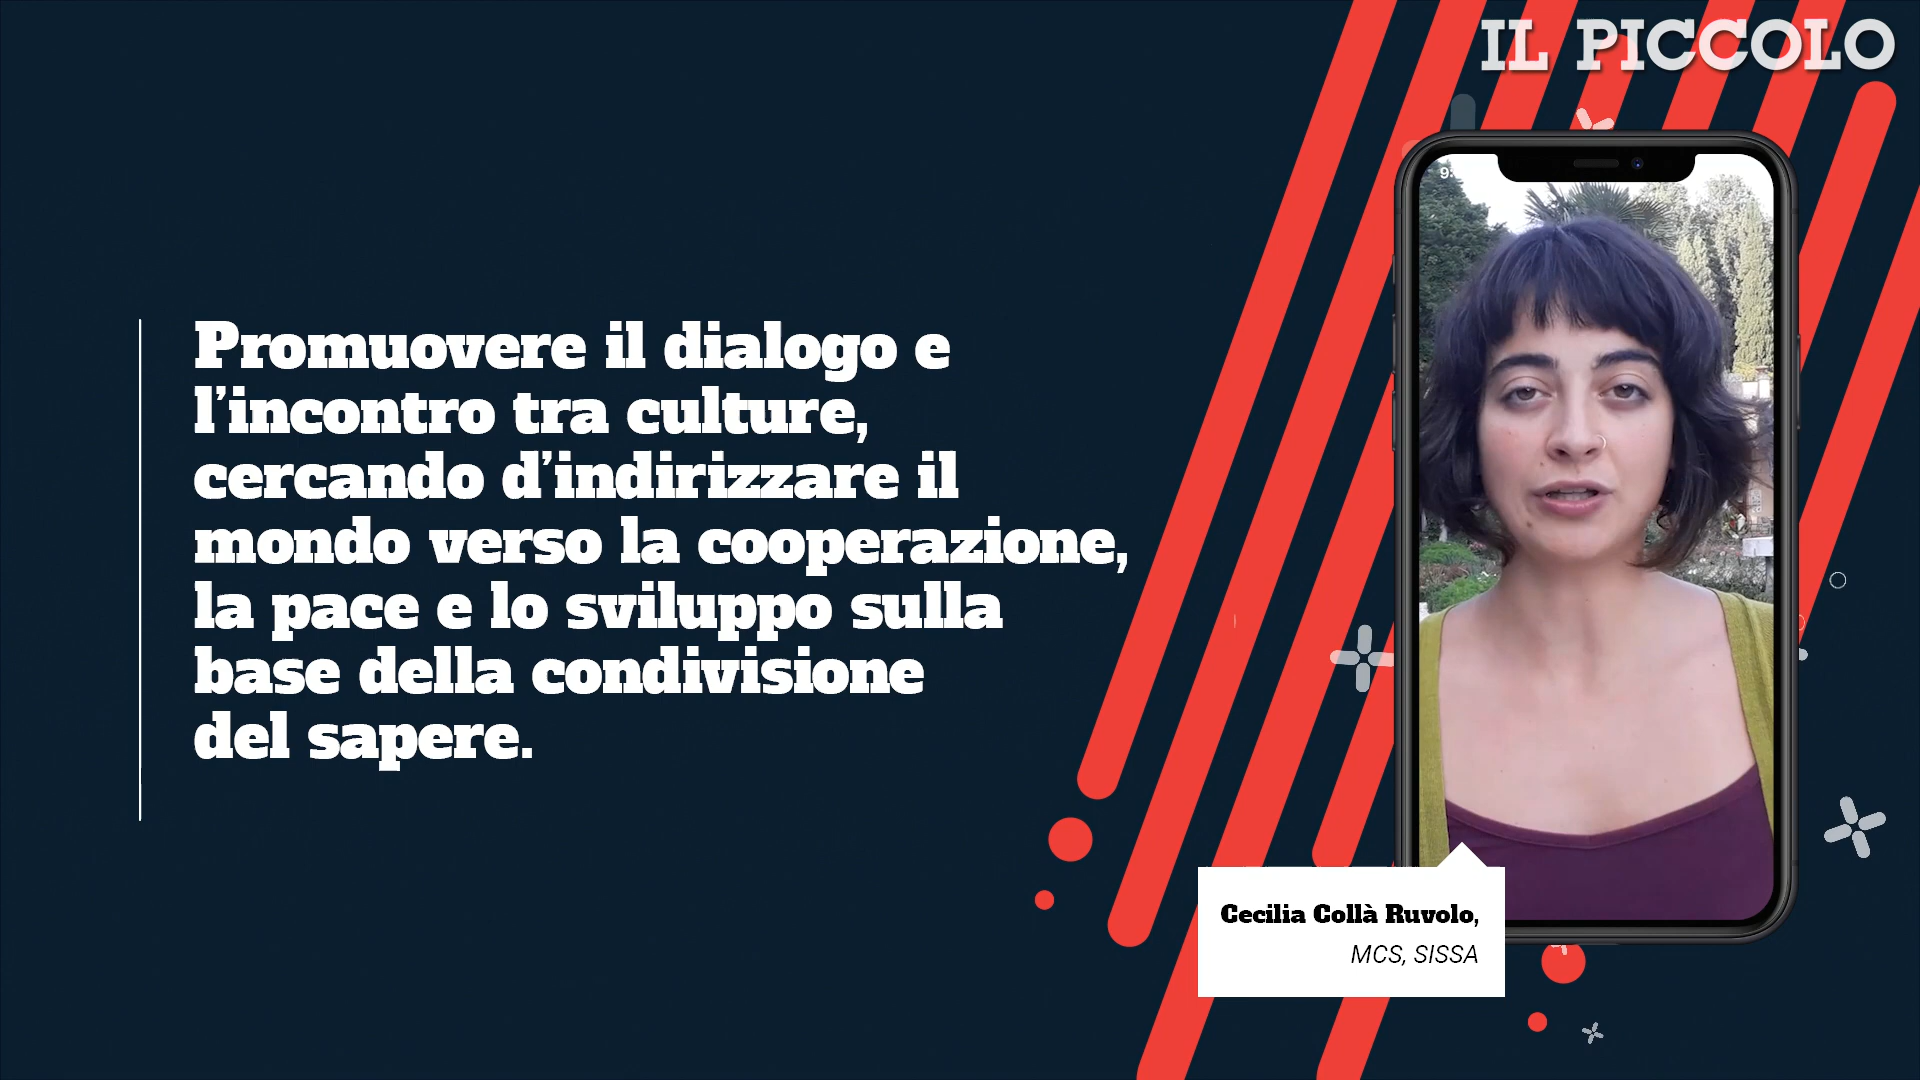 IL PICCOLO
9:
Promuovere il dialogo e
l’incontro tra culture,
cercando d’indirizzare il
mondo verso la cooperazione,
la pace e lo sviluppo sulla
base della condivisione
del sapere.
Cecilia Collà Ruvolo,
MCS, SISSA